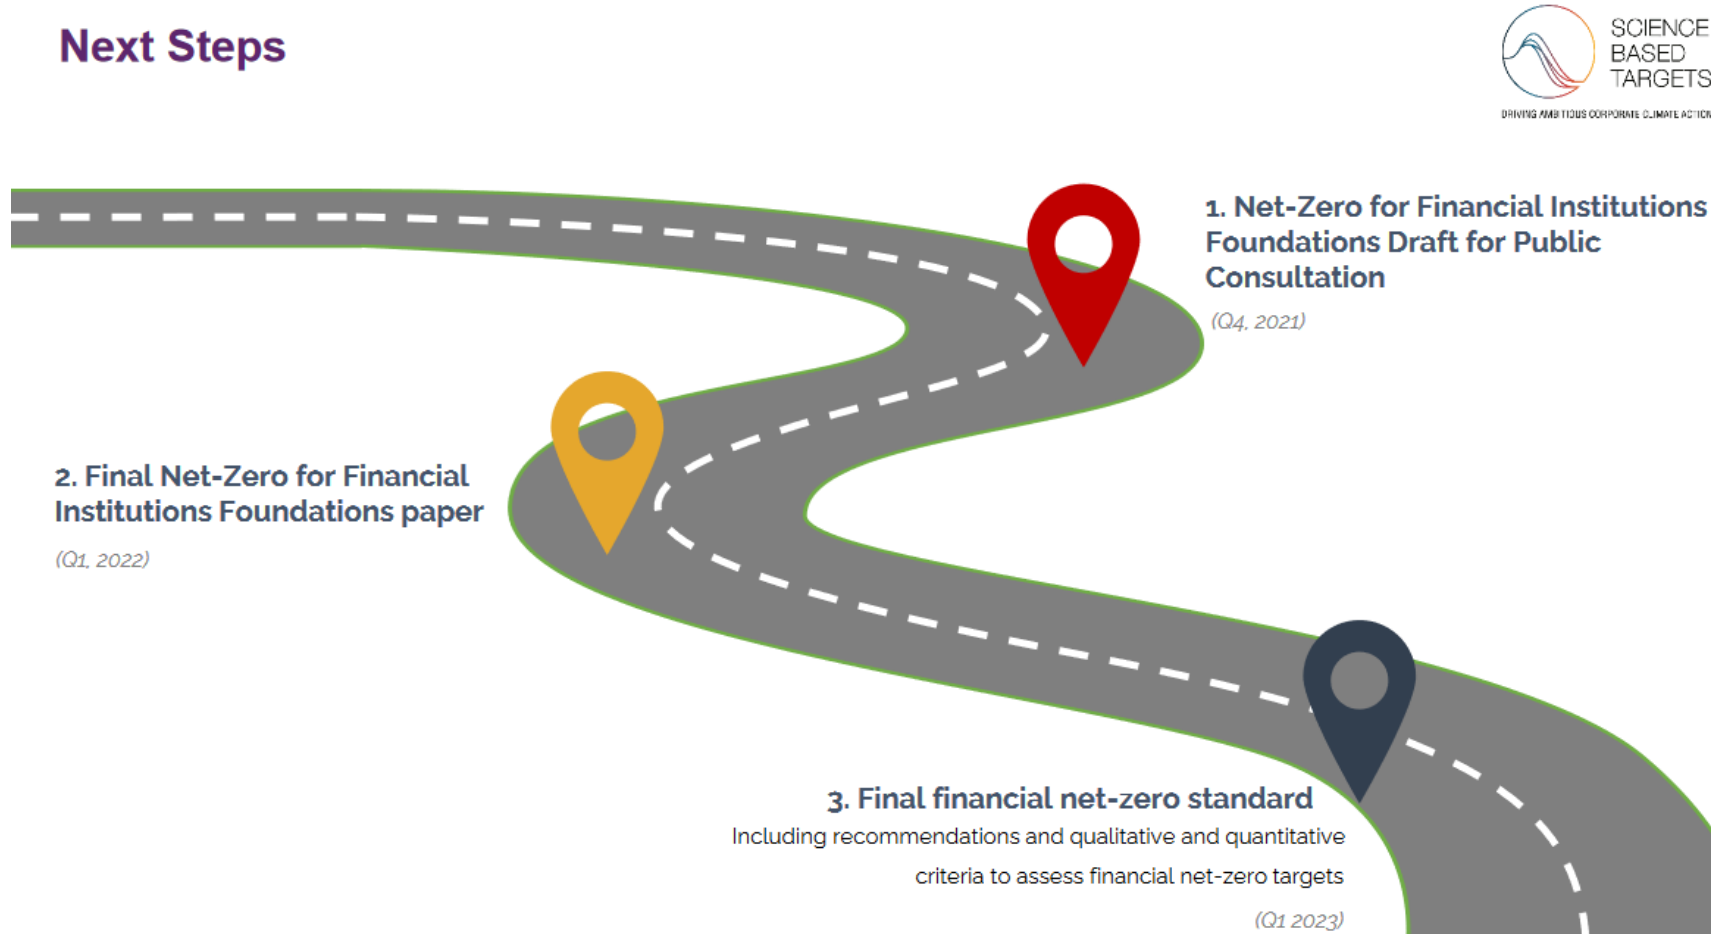 Next Steps
SCIENCE
BASED
TARGETS
DRIVING AMBITIOUS CORPORATE CLIMATE ACTION
1. Net-Zero for Financial Institutions
Foundations Draft for Public
Consultation
(Q4, 2021)
2. Final Net-Zero for Financial
Institutions Foundations paper
(Q1, 2022)
3. Final financial net-zero standard
Including recommendations and qualitative and quantitative
criteria to assess financial net-zero targets
(Q1 2023)